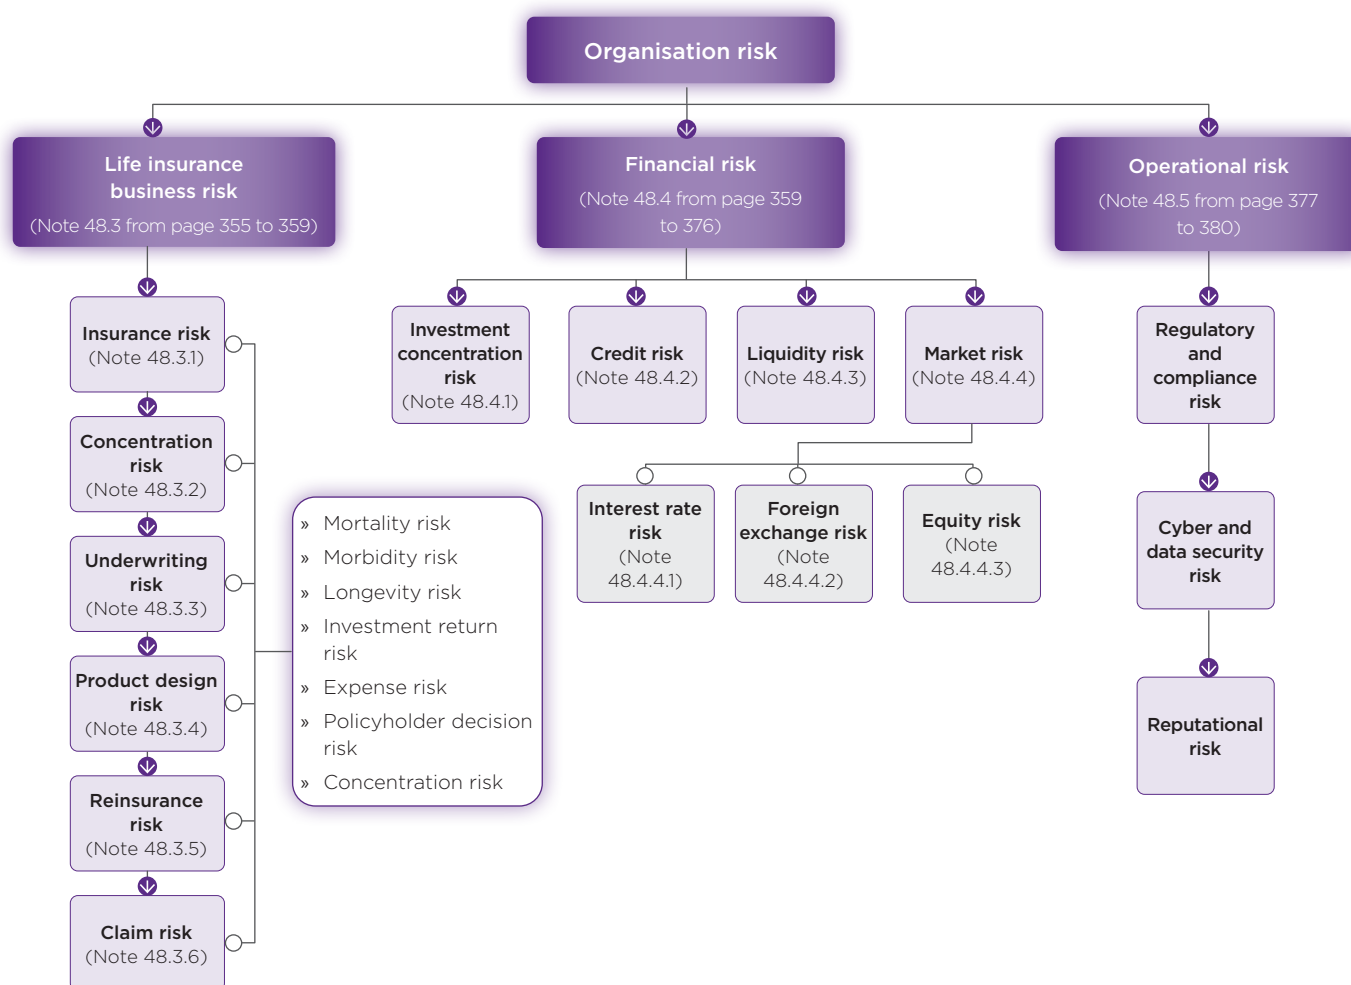 Organisation risk
Life insurance
business risk
(Note 48.3 from page 355 to 359)
Financial risk
(Note 48.4 from page 359
to 376)
Operational risk
(Note 48.5 from page 377
to 380)
Insurance risk
(Note 48.3.1)
Concentration
risk
(Note 48.3.2)
Underwriting
risk
(Note 48.3.3)
Product design
risk
(Note 48.3.4)
Reinsurance
risk
(Note 48.3.5)
Claim risk
(Note 48.3.6)
» Mortality risk
» Morbidity risk
» Longevity risk
» Investment return
risk
» Expense risk
» Policyholder decision
risk
» Concentration risk
Investment
concentration
risk
(Note 48.4.1)
Credit risk
(Note 48.4.2)
Liquidity risk
(Note 48.4.3)
Market risk
(Note 48.4.4)
Interest rate
risk
(Note
48.4.4.1)
Foreign
exchange risk
(Note
48.4.4.2)
Equity risk
(Note
48.4.4.3)
Regulatory
and
compliance
risk
Cyber and
data security
risk
Reputational
risk